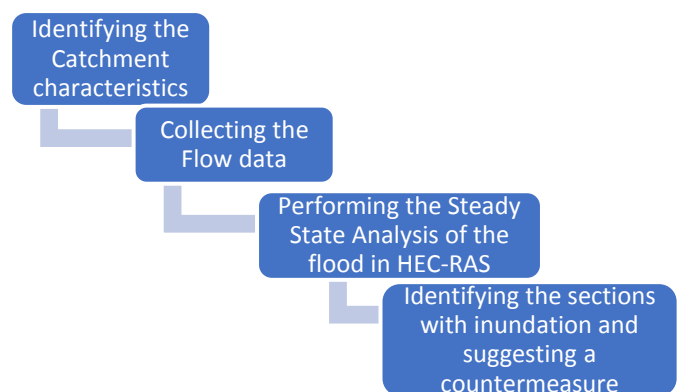 Identifying the
Catchment
characteristics
Collecting the
Flow data
Performing the Steady
State Analysis of the
flood in HEC-RAS
Identifying the sections
with inundation and
suggesting a
countermeasure